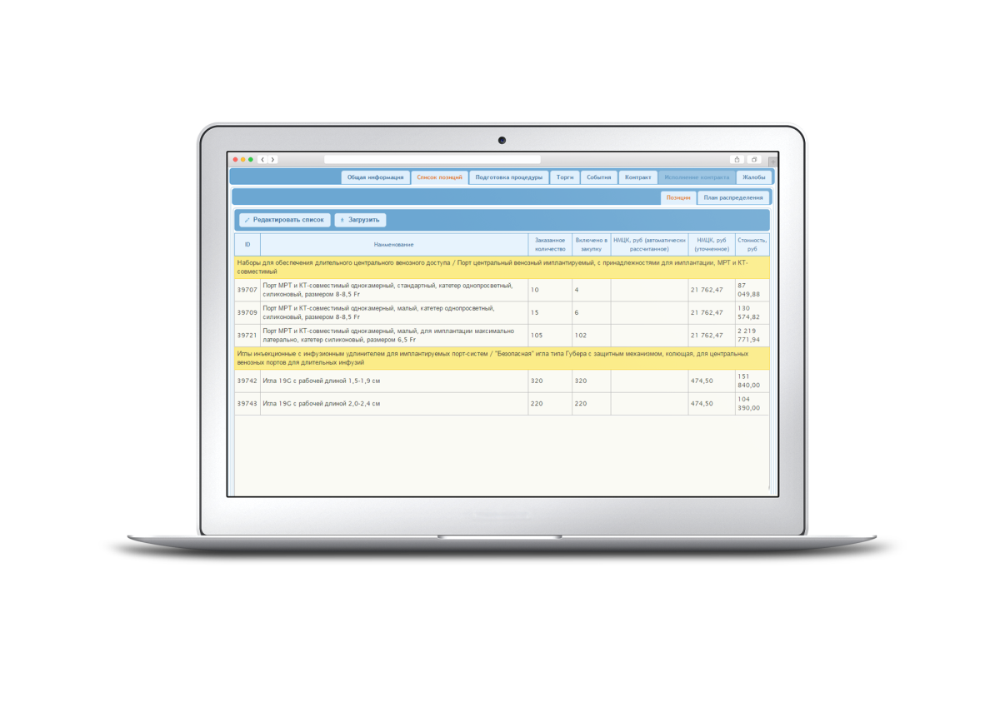 Общая информация Список позиций Подготовка процедуры Торги События Контракт Исполнение контракта Жалобы
Позиции План распределения
Редактировать список Загрузить
ID Наименование Заказанное количество Включено в закупку НМЦК, руб (автоматически рассчитанное) НМЦК, руб (уточненное) Стоимость, руб
Наборы для обеспечения длительного центрального венозного доступа / Порт центральный венозный имплантируемый, с принадлежностями для имплантации, МРТ и КТ-
совместимый
39707 Порт МРТ и КТ-совместимый однокамерный, стандартный, катетер однопросветный, силиконовый, размером 8-8,5 Fr 10 4 21 762,47 87 049,88
39709 Порт МРТ и КТ-совместимый однокамерный, малый, катетер однопросветный, силиконовый, размером 8-8,5 Fr 15 6 21 762,47 130 574,82
39721 Порт МРТ и КТ-совместимый однокамерный, малый, для имплантации максимально латерально, катетер силиконовый, размером 6,5 Fr 105 102 21 762,47 2 219 771,94
Иглы инъекционные с инфузионным удлинителем для имплантируемых порт-систем / "Безопасная" игла типа Губера с защитным механизмом, колющая, для центральных
венозных портов для длительных инфузий
39742 Игла 19G с рабочей длиной 1,5-1,9 см 320 320 474,50 151 840,00
39743 Игла 19G с рабочей длиной 2,0-2,4 см 220 220 474,50 104 390,00